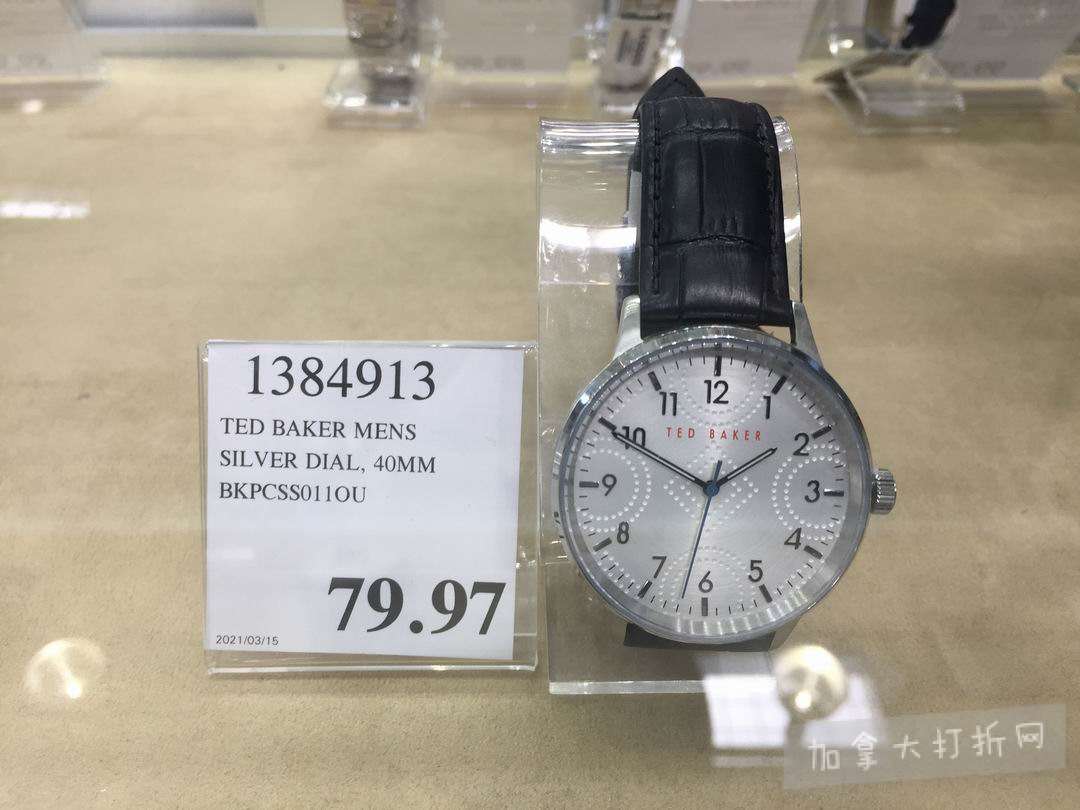 1384913
TED BAKER MENS
SILVER DIAL, 40MM
BKPCSS011OU
79.97
2021/03/15
12
11 1
TED BAKER
10 2
9 3
8 4
7 5
6
加拿大打折网